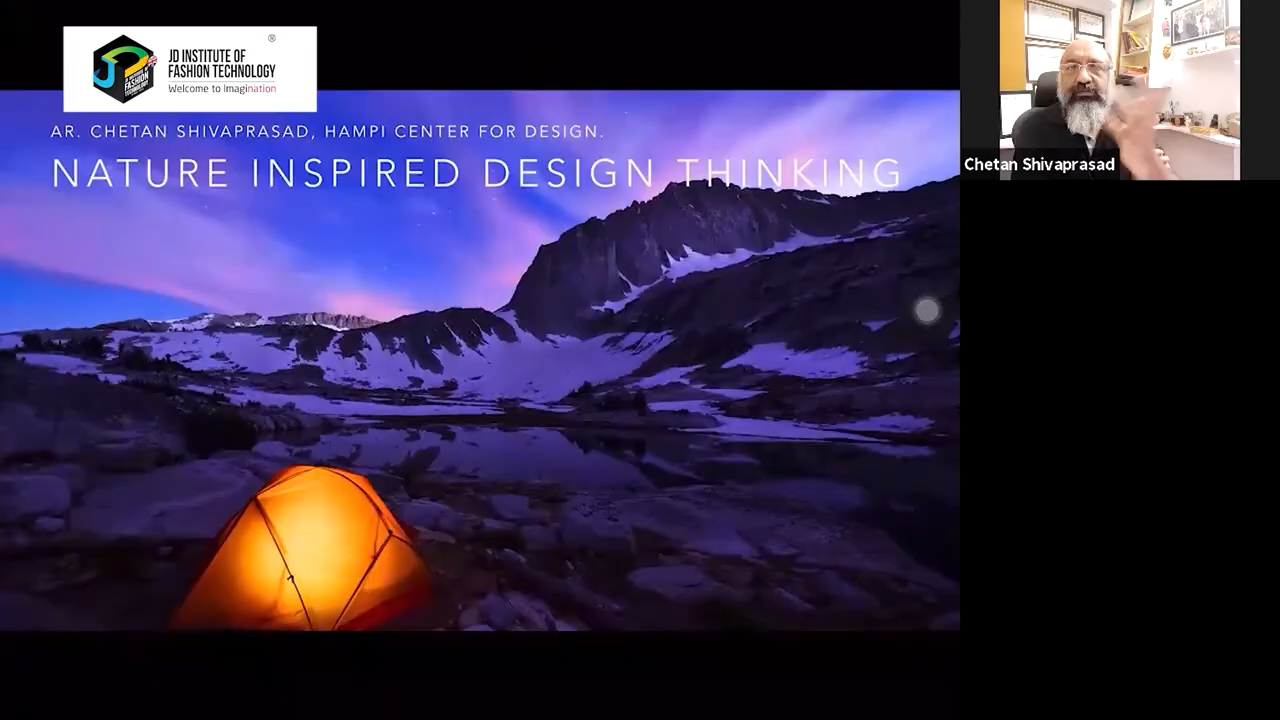 JD INSTITUTE OF
FASHION TECHNOLOGY
Welcome to Imagination
®
AR. CHETAN SHIVAPRASAD, HAMPI CENTER FOR DESIGN.
NATURE INSPIRED DESIGN THINKING
Chetan Shivaprasad